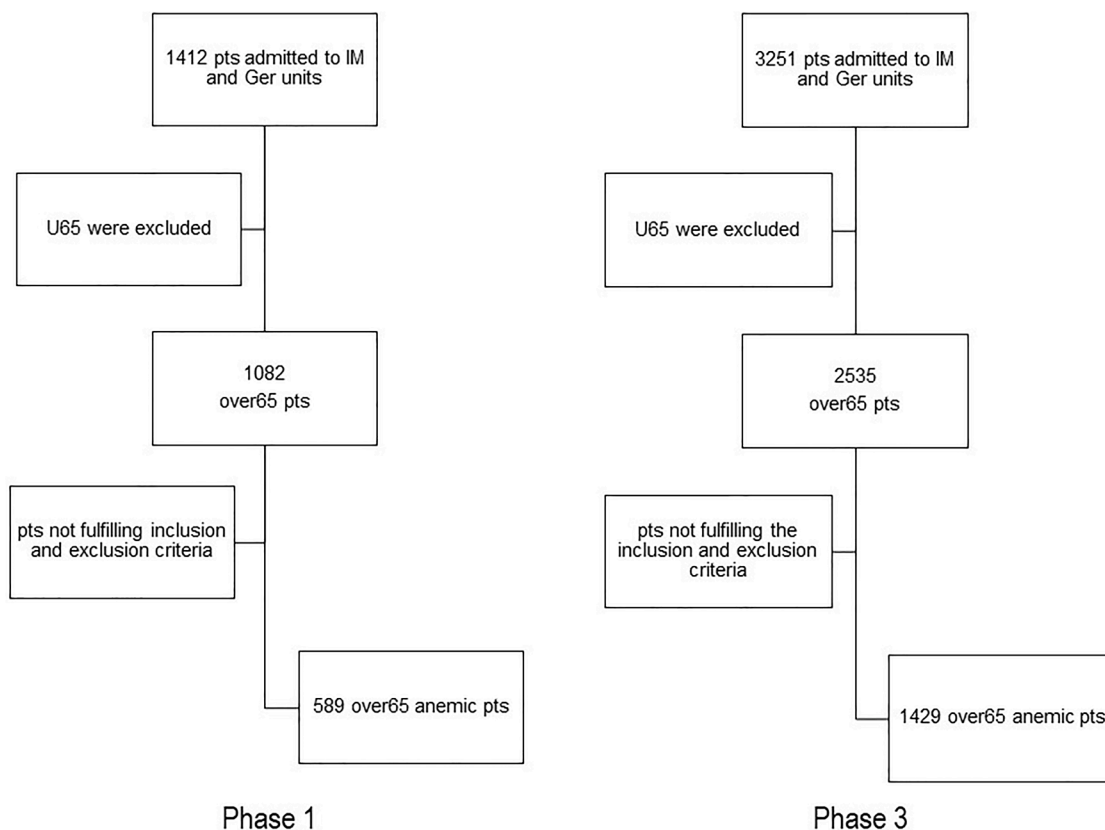 1412 pts admitted to IM
and Ger units
U65 were excluded
1082
over65 pts
pts not fulfilling inclusion
and exclusion criteria
589 over65 anemic pts
Phase 1
3251 pts admitted to IM
and Ger units
U65 were excluded
2535
over65 pts
pts not fulfilling the
inclusion and exclusion
criteria
1429 over65 anemic pts
Phase 3